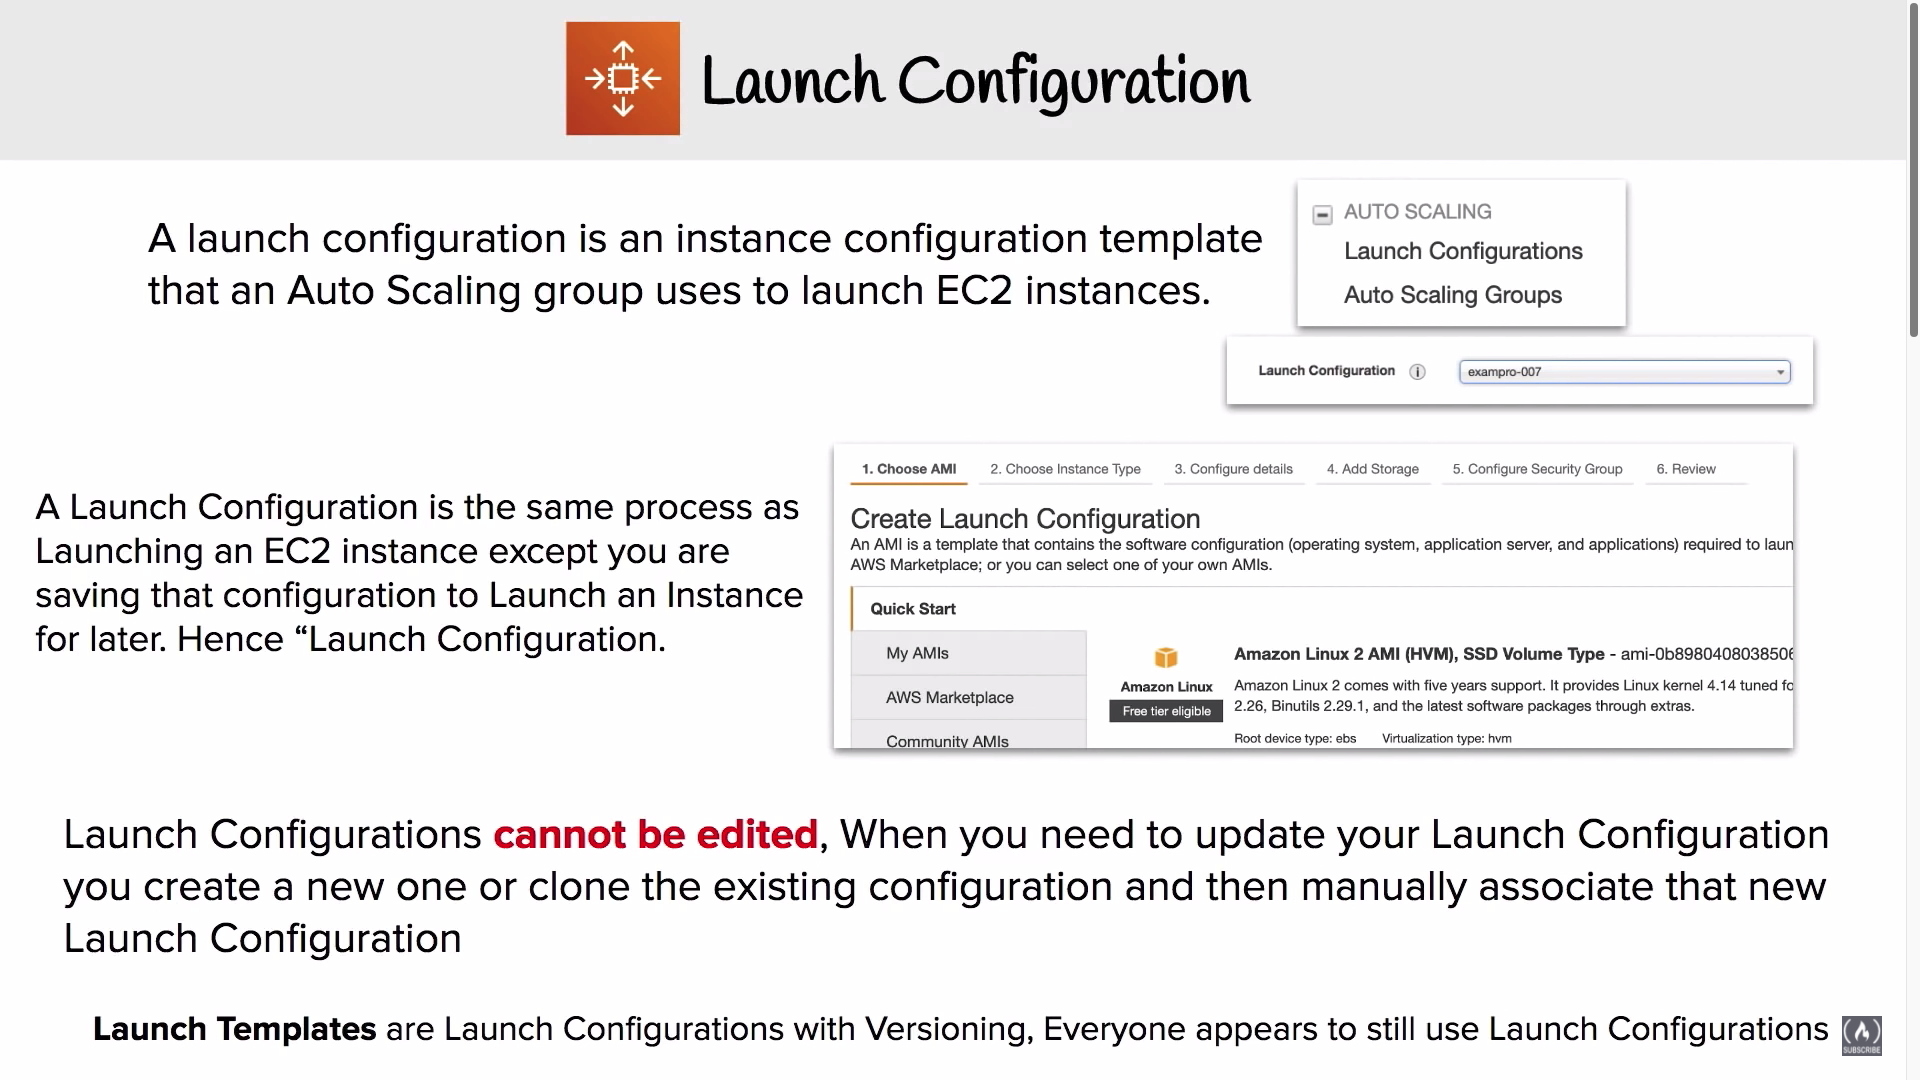 Launch Configuration
A launch configuration is an instance configuration template
that an Auto Scaling group uses to launch EC2 instances.
AUTO SCALING
Launch Configurations
Auto Scaling Groups
Launch Configuration
exampro-007
A Launch Configuration is the same process as
Launching an EC2 instance except you are
saving that configuration to Launch an Instance
for later. Hence “Launch Configuration.
1. Choose AMI 2. Choose Instance Type 3. Configure details 4. Add Storage 5. Configure Security Group 6. Review
Create Launch Configuration
An AMI is a template that contains the software configuration (operating system, application server, and applications) required to laun
AWS Marketplace; or you can select one of your own AMIs.
Quick Start
My AMIs
AWS Marketplace
Community AMIs
Amazon Linux
Free tier eligible
Amazon Linux 2 AMI (HVM), SSD Volume Type - ami-0b8980408038506
Amazon Linux 2 comes with five years support. It provides Linux kernel 4.14 tuned fo
2.26, Binutils 2.29.1, and the latest software packages through extras.
Root device type: ebs Virtualization type: hvm
Launch Configurations cannot be edited, When you need to update your Launch Configuration
you create a new one or clone the existing configuration and then manually associate that new
Launch Configuration
Launch Templates are Launch Configurations with Versioning, Everyone appears to still use Launch Configurations
SUBSCRIBE